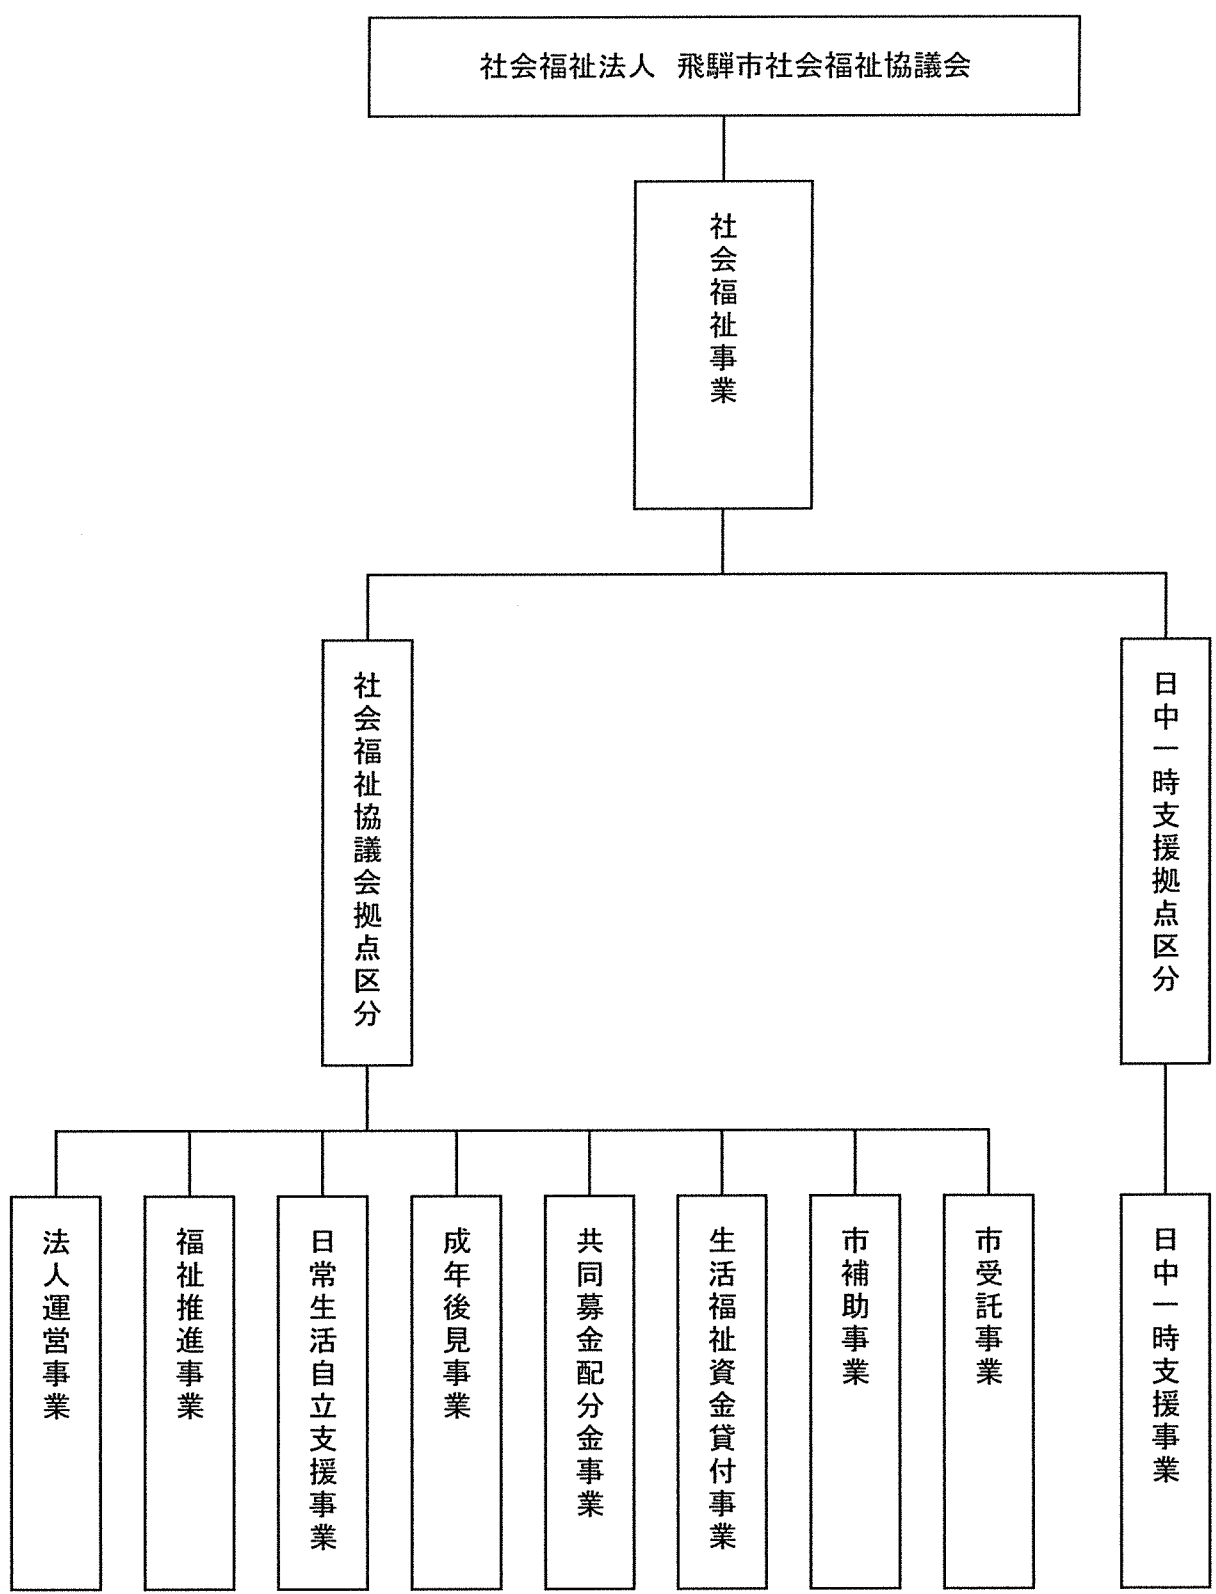 社会福祉法人　飛騨市社会福祉協議会
社会福祉事業
社会福祉協議会拠点区分
日中一時支援拠点区分
法人運営事業
福祉推進事業
日常生活自立支援事業
成年後見事業
共同募金配分金事業
生活福祉資金貸付事業
市補助事業
市受託事業
日中一時支援事業